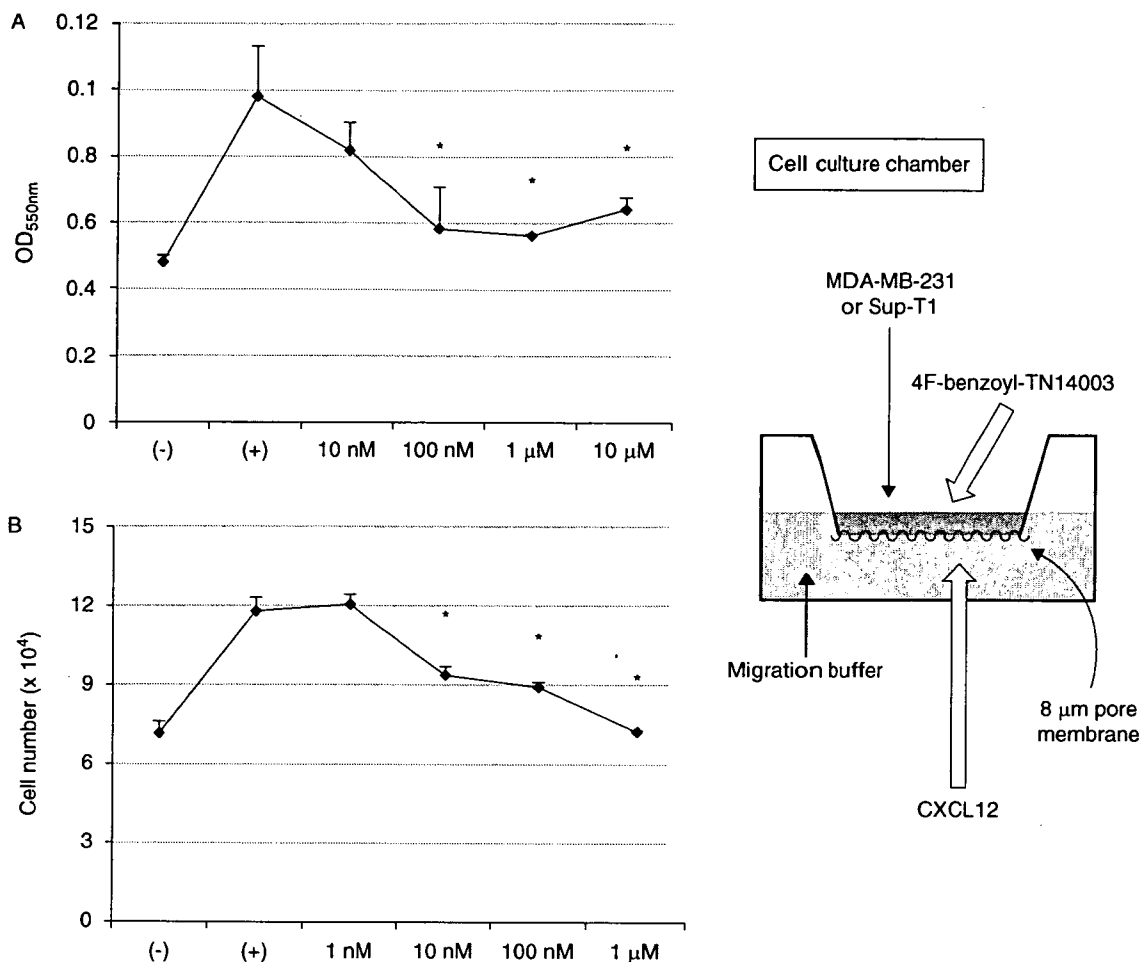 A
0.12
0.1
0.8
0.6
0.4
0.2
0
OD550nm
(-)
(+)
10 nM
100 nM
1 μM
10 μM
*
*
*
B
15
12
9
6
3
0
Cell number (x 10⁴)
(-)
(+)
1 nM
10 nM
100 nM
1 μM
*
*
*
Cell culture chamber
MDA-MB-231
or Sup-T1
4F-benzoyl-TN14003
Migration buffer
8 μm pore
membrane
CXCL12